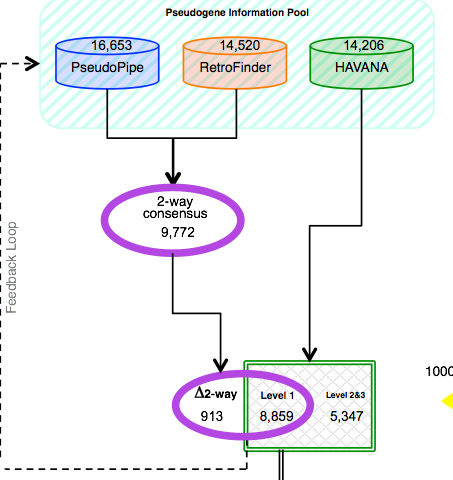 Pseudogene Information Pool
16,653
PseudoPipe
14,520
RetroFinder
14,206
HAVANA
2-way
consensus
9,772
Feedback Loop
Δ2-way
913
Level 1
8,859
Level 2&3
5,347
1000